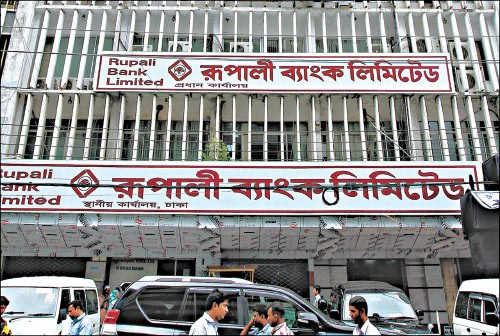 Rupali
Bank
Limited
রূপালী ব্যাংক লিমিটেড
প্রধান কার্যালয়
Rupali
Bank
Limited
রূপালী ব্যাংক লিমিটেড
স্থানীয় কার্যালয়, ঢাকা